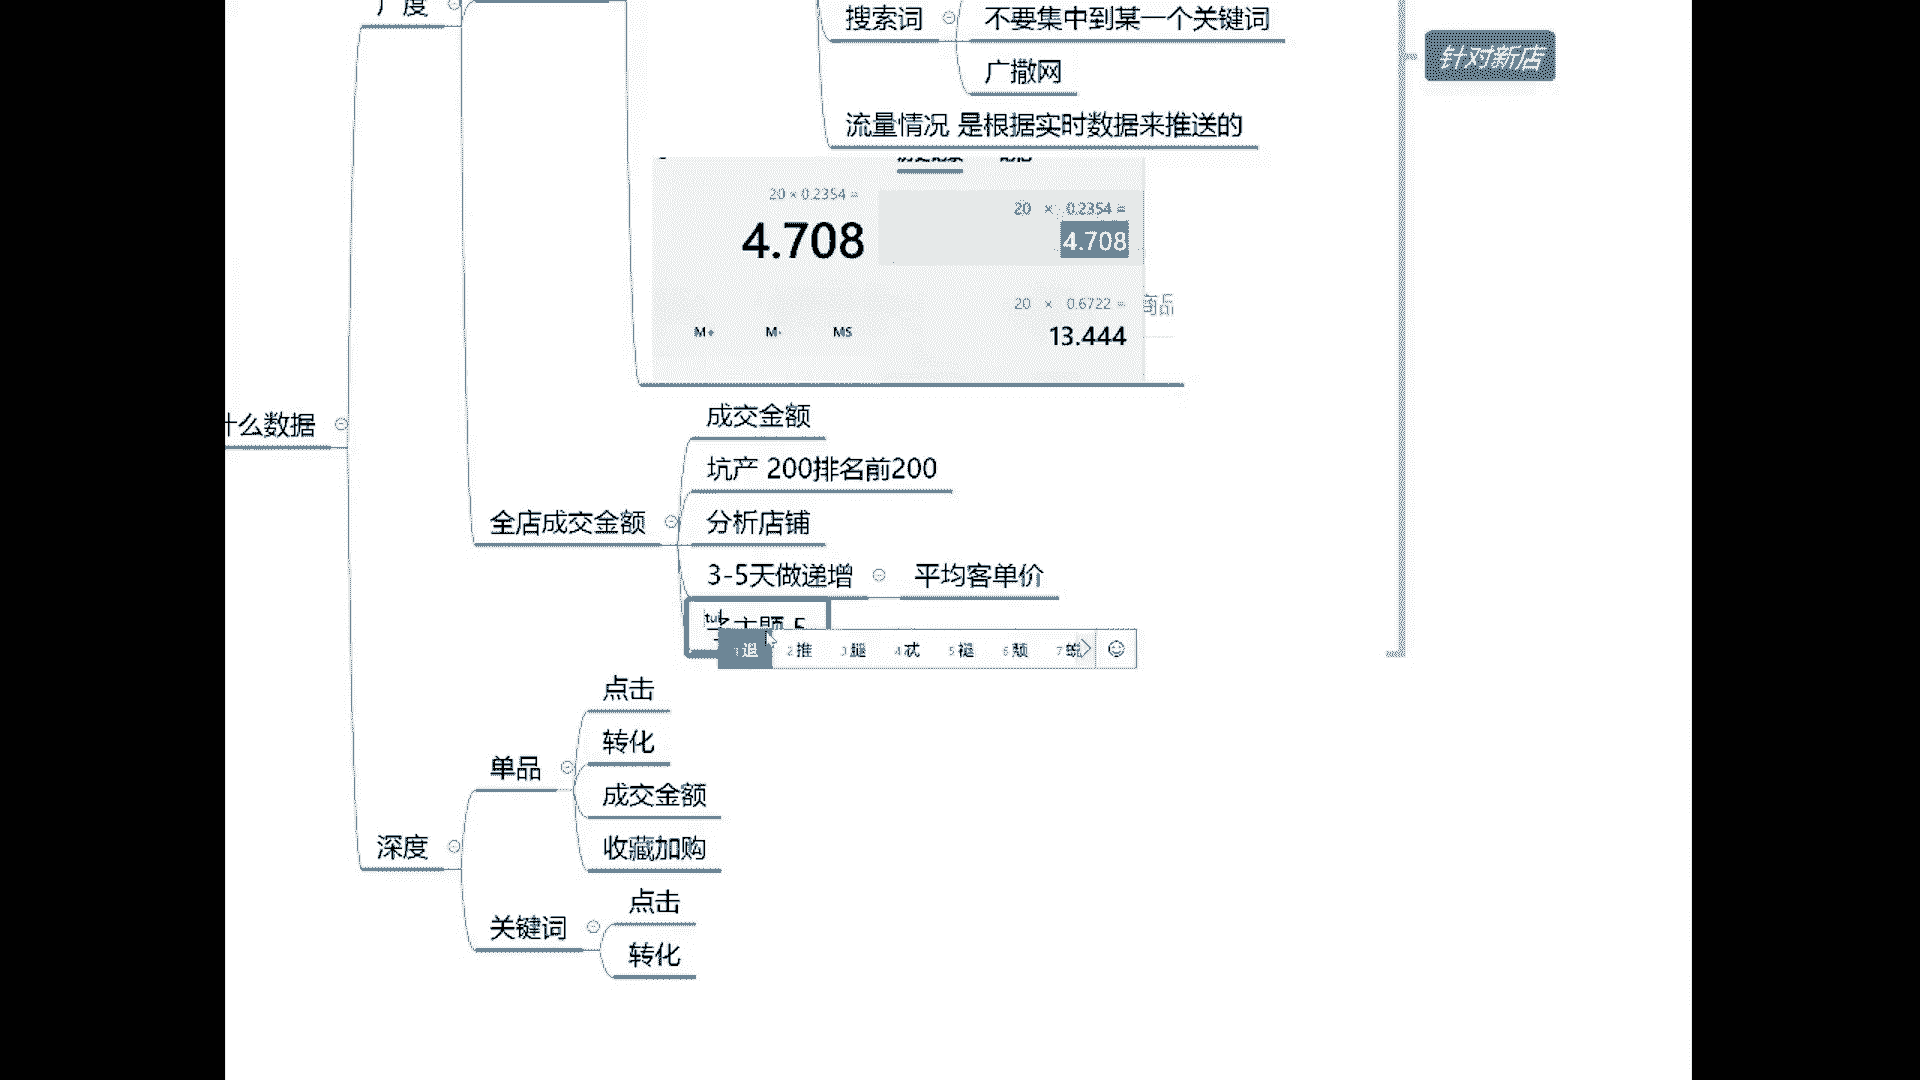 广度
搜索词
不要集中到某一个关键词
针对新店
广撒网
流量情况 是根据实时数据来推送的
20 × 0.2354 =
4.708
20 × 0.2354 =
4.708
20 × 0.6722 =
13.444
商品
M+ M- MS
什么数据
成交金额
坑产 200排名前200
全店成交金额
分析店铺
3-5天做递增
平均客单价
tui
1退 2推 3腿 4忒 5褪 6颓
点击
转化
单品
成交金额
深度
收藏加购
点击
关键词
转化